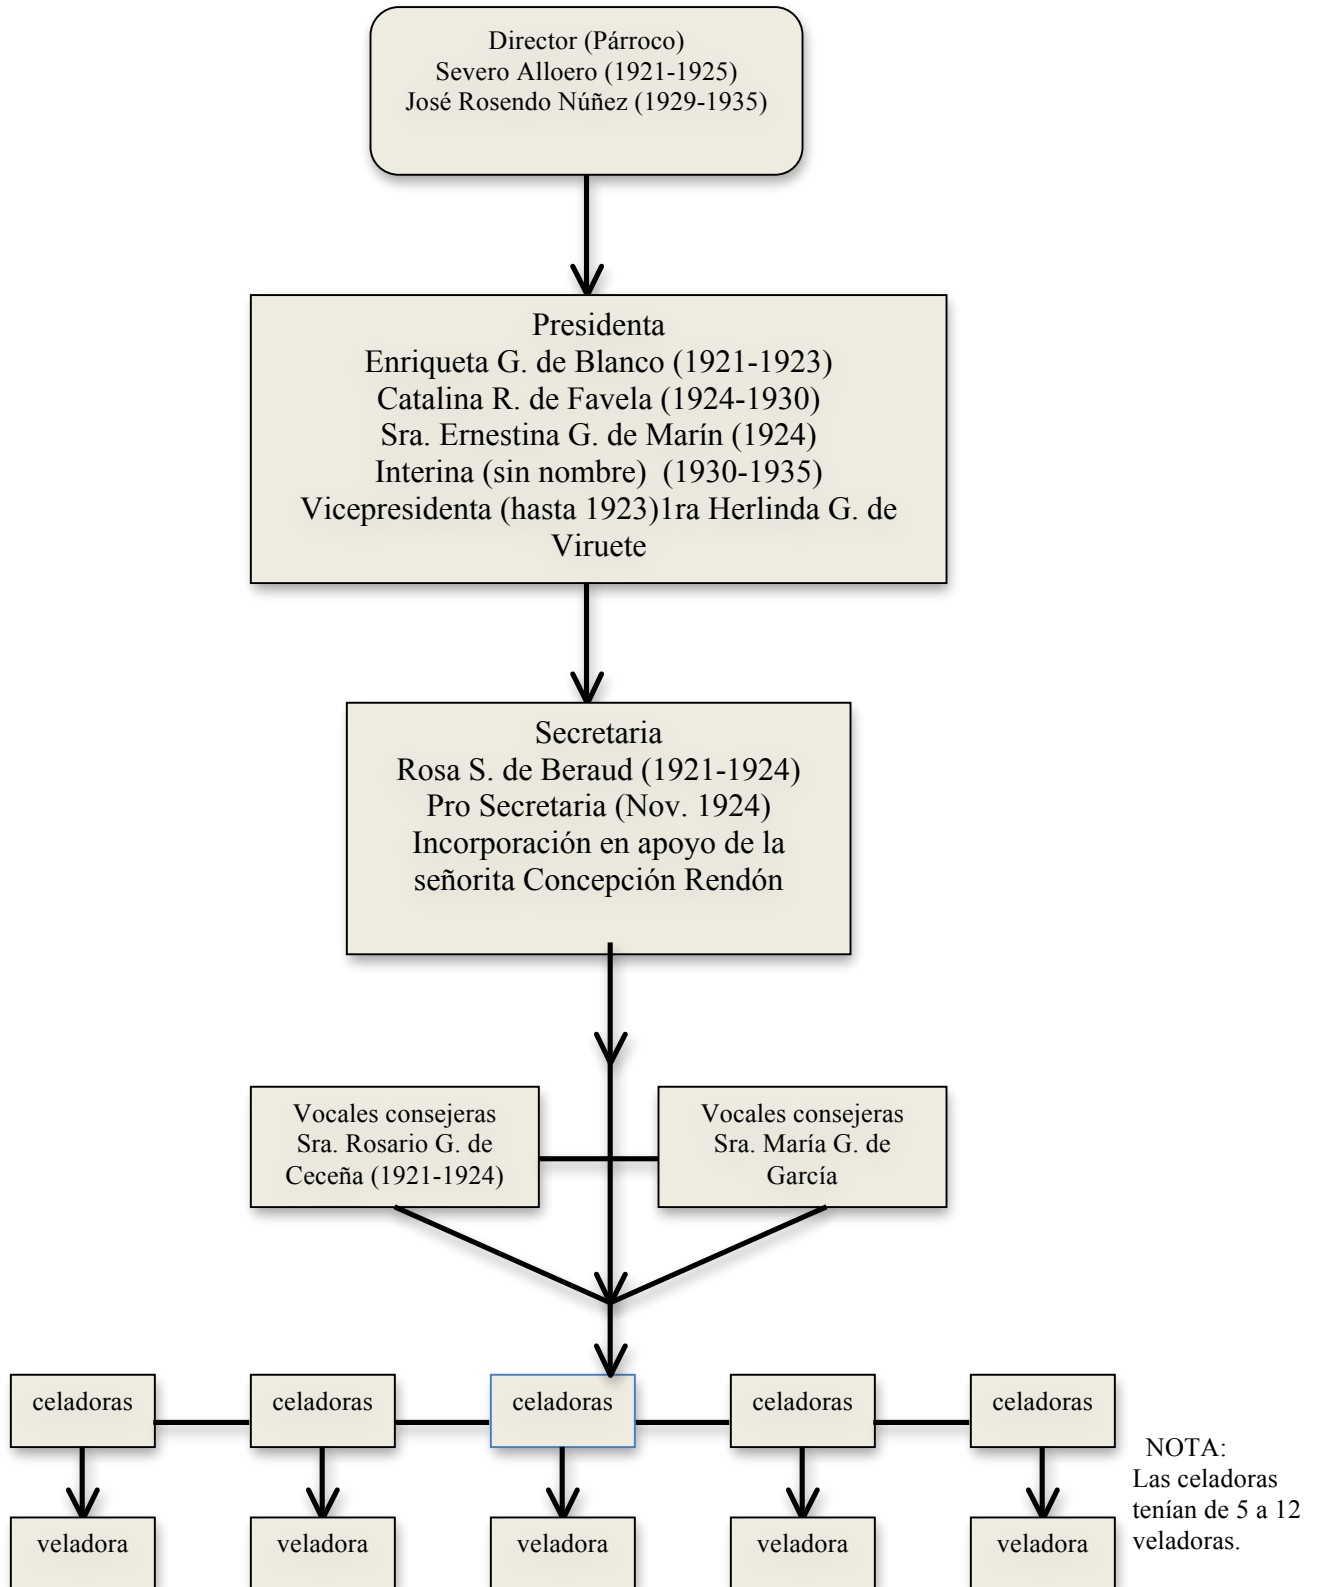 Director (Párroco)
Severo Alloero (1921-1925)
José Rosendo Núñez (1929-1935)
Presidenta
Enriqueta G. de Blanco (1921-1923)
Catalina R. de Favela (1924-1930)
Sra. Ernestina G. de Marín (1924)
Interina (sin nombre)  (1930-1935)
Vicepresidenta (hasta 1923)1ra Herlinda G. de
Viruete
Secretaria
Rosa S. de Beraud (1921-1924)
Pro Secretaria (Nov. 1924)
Incorporación en apoyo de la
señorita Concepción Rendón
Vocales consejeras
Sra. Rosario G. de
Ceceña (1921-1924)
Vocales consejeras
Sra. María G. de
García
celadoras
celadoras
celadoras
celadoras
celadoras
veladora
veladora
veladora
veladora
veladora
NOTA:
Las celadoras
tenían de 5 a 12
veladoras.